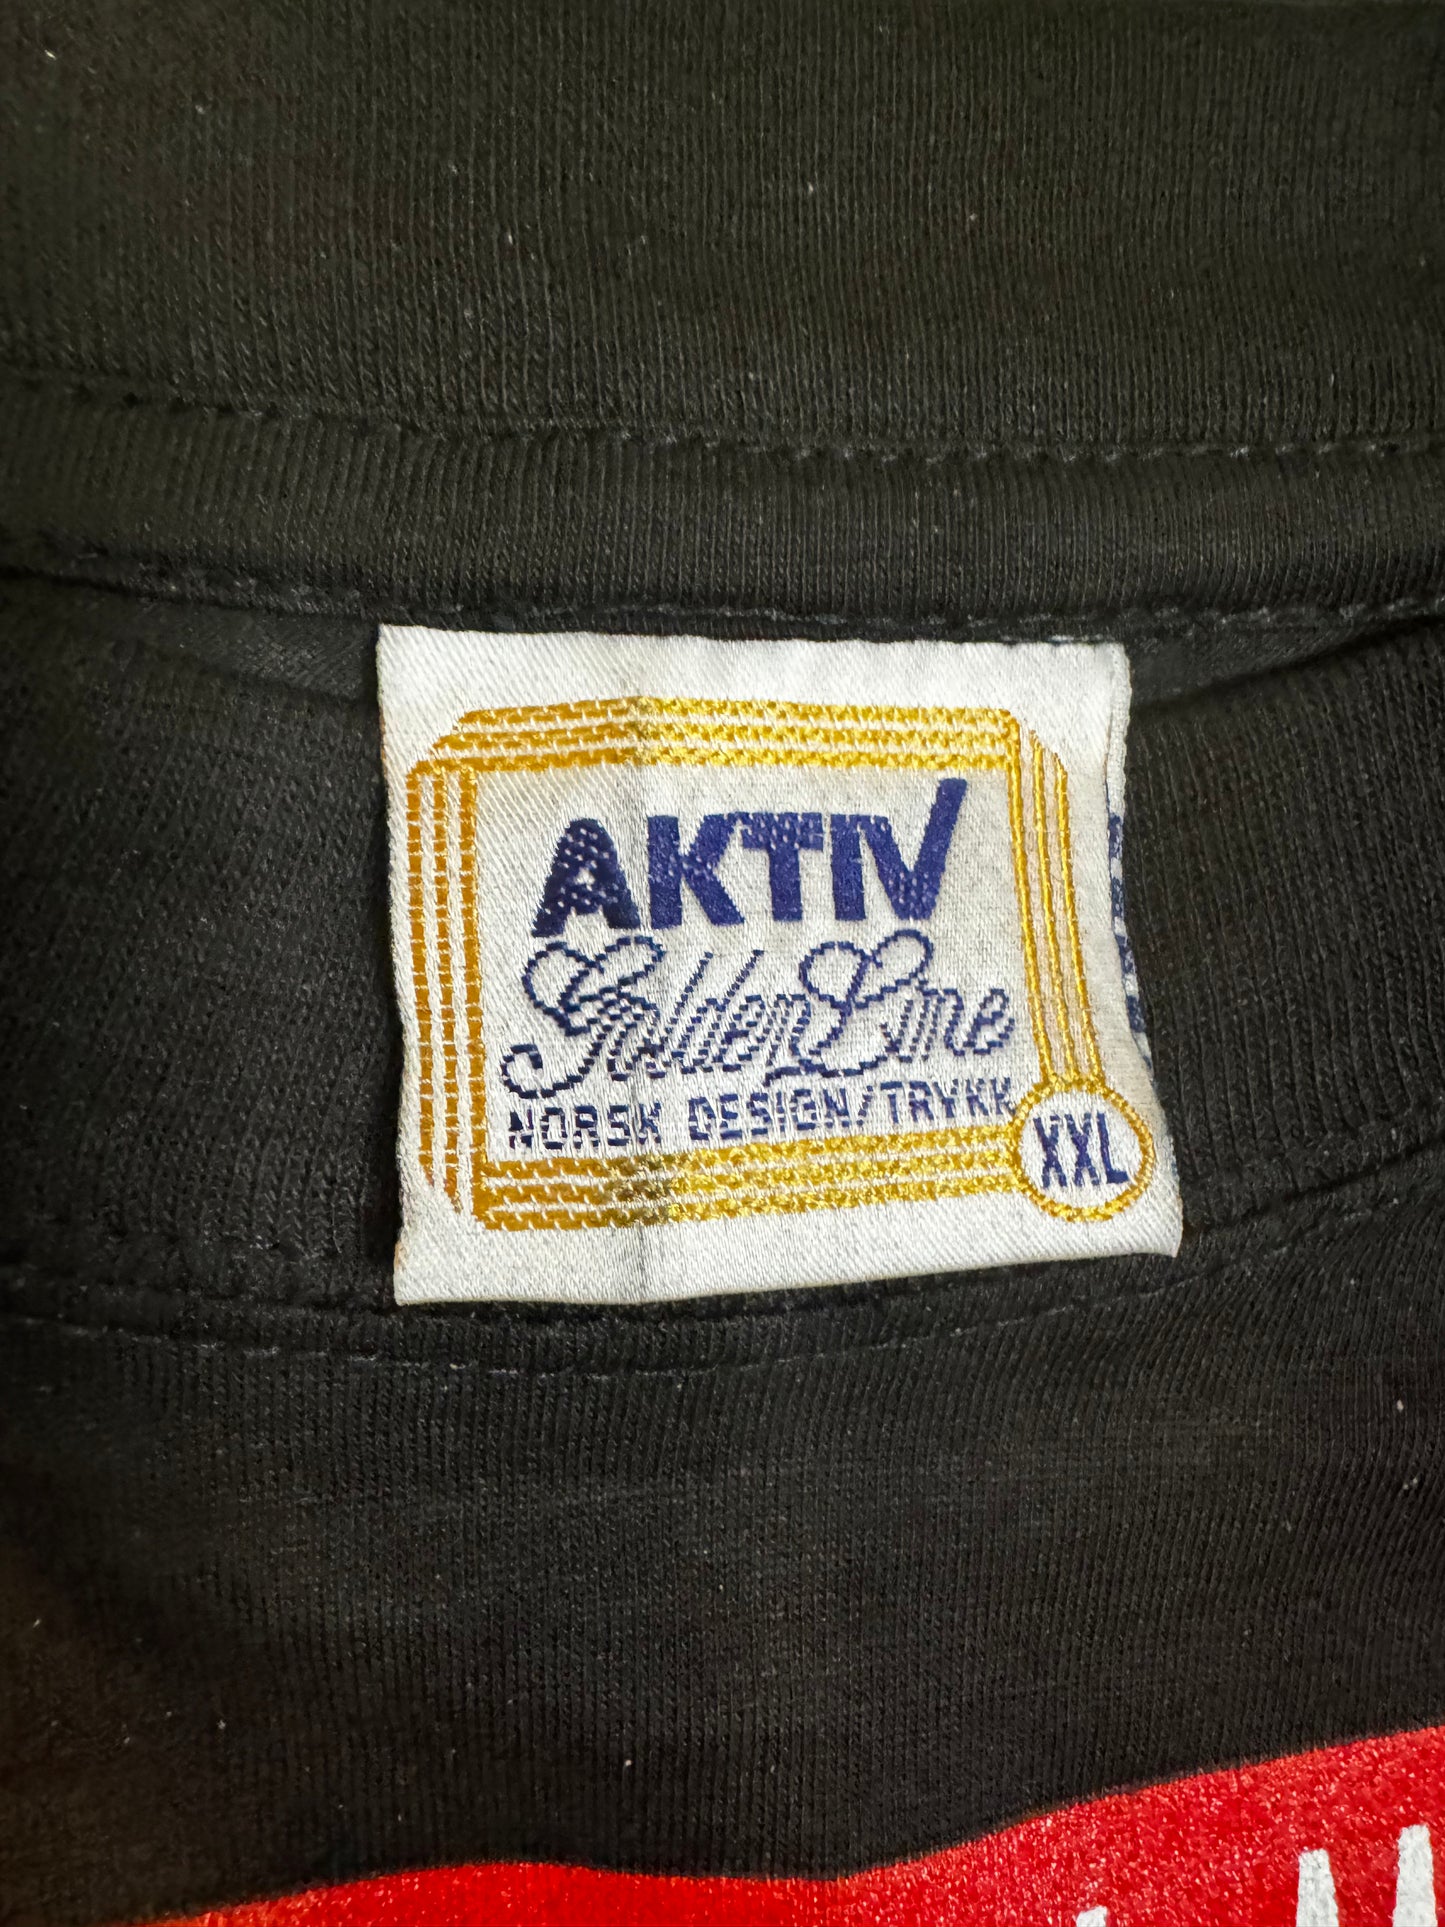 AKTIV
Golden Line
NORSK DESIGN/TRYKK
XXL